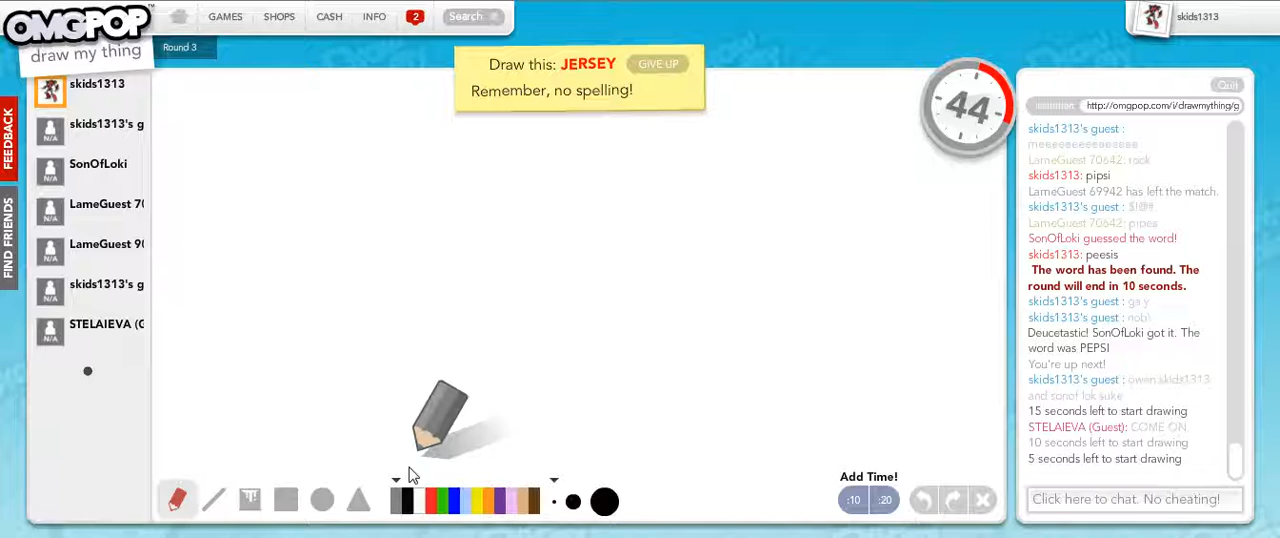 OMGPOP™
GAMES SHOPS CASH INFO 2 Search
skids1313
draw my thing
Round 3
Draw this: JERSEY GIVE UP
Remember, no spelling!
44
FEEDBACK
FIND FRIENDS
skids1313
N/A skids1313's g
N/A SonOfLoki
N/A LameGuest 70
N/A LameGuest 90
N/A skids1313's g
N/A STELAIEVA (G
Quit
http://omgpop.com/i/drawmything/g
skids1313's guest :
LameGuest 70642: rock
skids1313: pipsi
LameGuest 69942 has left the match.
skids1313's guest : $!@#
LameGuest 70642: pipes
SonOfLoki guessed the word!
skids1313: peesis
The word has been found. The
round will end in 10 seconds.
skids1313's guest : ga y
skids1313's guest : nob\
Deucetastic! SonOfLoki got it. The
word was PEPSI
You're up next!
skids1313's guest : owen skids1313
and sonof lok suke
15 seconds left to start drawing
STELAIEVA (Guest): COME ON
10 seconds left to start drawing
5 seconds left to start drawing
Click here to chat. No cheating!
Add Time!
:10 :20